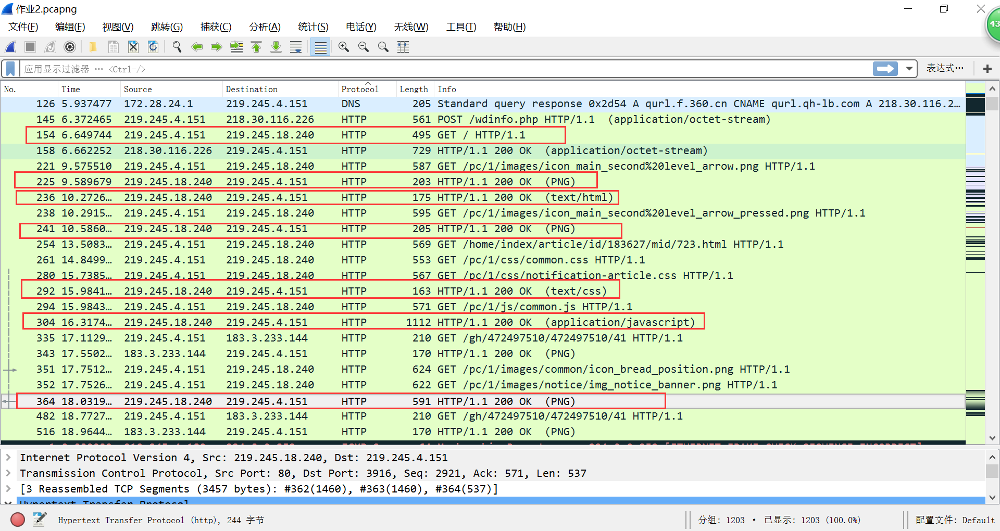 作业2.pcapng
文件(F) 编辑(E) 视图(V) 跳转(G) 捕获(C) 分析(A) 统计(S) 电话(Y) 无线(W) 工具(T) 帮助(H)
43
应用显示过滤器 … <Ctrl-/> 表达式…
No. Time Source Destination Protocol Length Info
126 5.937477 172.28.24.1 219.245.4.151 DNS 205 Standard query response 0x2d54 A qurl.f.360.cn CNAME qurl.qh-lb.com A 218.30.116.2…
145 6.372465 219.245.4.151 218.30.116.226 HTTP 561 POST /wdinfo.php HTTP/1.1 (application/octet-stream)
154 6.649744 219.245.4.151 219.245.18.240 HTTP 495 GET / HTTP/1.1
158 6.662252 218.30.116.226 219.245.4.151 HTTP 729 HTTP/1.1 200 OK (application/octet-stream)
221 9.575510 219.245.4.151 219.245.18.240 HTTP 587 GET /pc/1/images/icon_main_second%20level_arrow.png HTTP/1.1
225 9.589679 219.245.18.240 219.245.4.151 HTTP 203 HTTP/1.1 200 OK (PNG)
236 10.2726… 219.245.18.240 219.245.4.151 HTTP 175 HTTP/1.1 200 OK (text/html)
238 10.2915… 219.245.4.151 219.245.18.240 HTTP 595 GET /pc/1/images/icon_main_second%20level_arrow_pressed.png HTTP/1.1
241 10.5860… 219.245.18.240 219.245.4.151 HTTP 205 HTTP/1.1 200 OK (PNG)
254 13.5083… 219.245.4.151 219.245.18.240 HTTP 569 GET /home/index/article/id/183627/mid/723.html HTTP/1.1
261 14.8499… 219.245.4.151 219.245.18.240 HTTP 553 GET /pc/1/css/common.css HTTP/1.1
280 15.7385… 219.245.4.151 219.245.18.240 HTTP 567 GET /pc/1/css/notification-article.css HTTP/1.1
292 15.9841… 219.245.18.240 219.245.4.151 HTTP 163 HTTP/1.1 200 OK (text/css)
294 15.9843… 219.245.4.151 219.245.18.240 HTTP 571 GET /pc/1/js/common.js HTTP/1.1
304 16.3174… 219.245.18.240 219.245.4.151 HTTP 1112 HTTP/1.1 200 OK (application/javascript)
335 17.1129… 219.245.4.151 183.3.233.144 HTTP 210 GET /gh/472497510/472497510/41 HTTP/1.1
343 17.5502… 183.3.233.144 219.245.4.151 HTTP 170 HTTP/1.1 200 OK (PNG)
351 17.7512… 219.245.4.151 219.245.18.240 HTTP 624 GET /pc/1/images/common/icon_bread_position.png HTTP/1.1
352 17.7526… 219.245.4.151 219.245.18.240 HTTP 622 GET /pc/1/images/notice/img_notice_banner.png HTTP/1.1
364 18.0319… 219.245.18.240 219.245.4.151 HTTP 591 HTTP/1.1 200 OK (PNG)
482 18.7727… 219.245.4.151 183.3.233.144 HTTP 210 GET /gh/472497510/472497510/41 HTTP/1.1
516 18.9644… 183.3.233.144 219.245.4.151 HTTP 170 HTTP/1.1 200 OK (PNG)
Internet Protocol Version 4, Src: 219.245.18.240, Dst: 219.245.4.151
Transmission Control Protocol, Src Port: 80, Dst Port: 3916, Seq: 2921, Ack: 571, Len: 537
[3 Reassembled TCP Segments (3457 bytes): #362(1460), #363(1460), #364(537)]
Hypertext Transfer Protocol
Hypertext Transfer Protocol (http), 244 字节 分组: 1203 · 已显示: 1203 (100.0%) 配置文件: Default